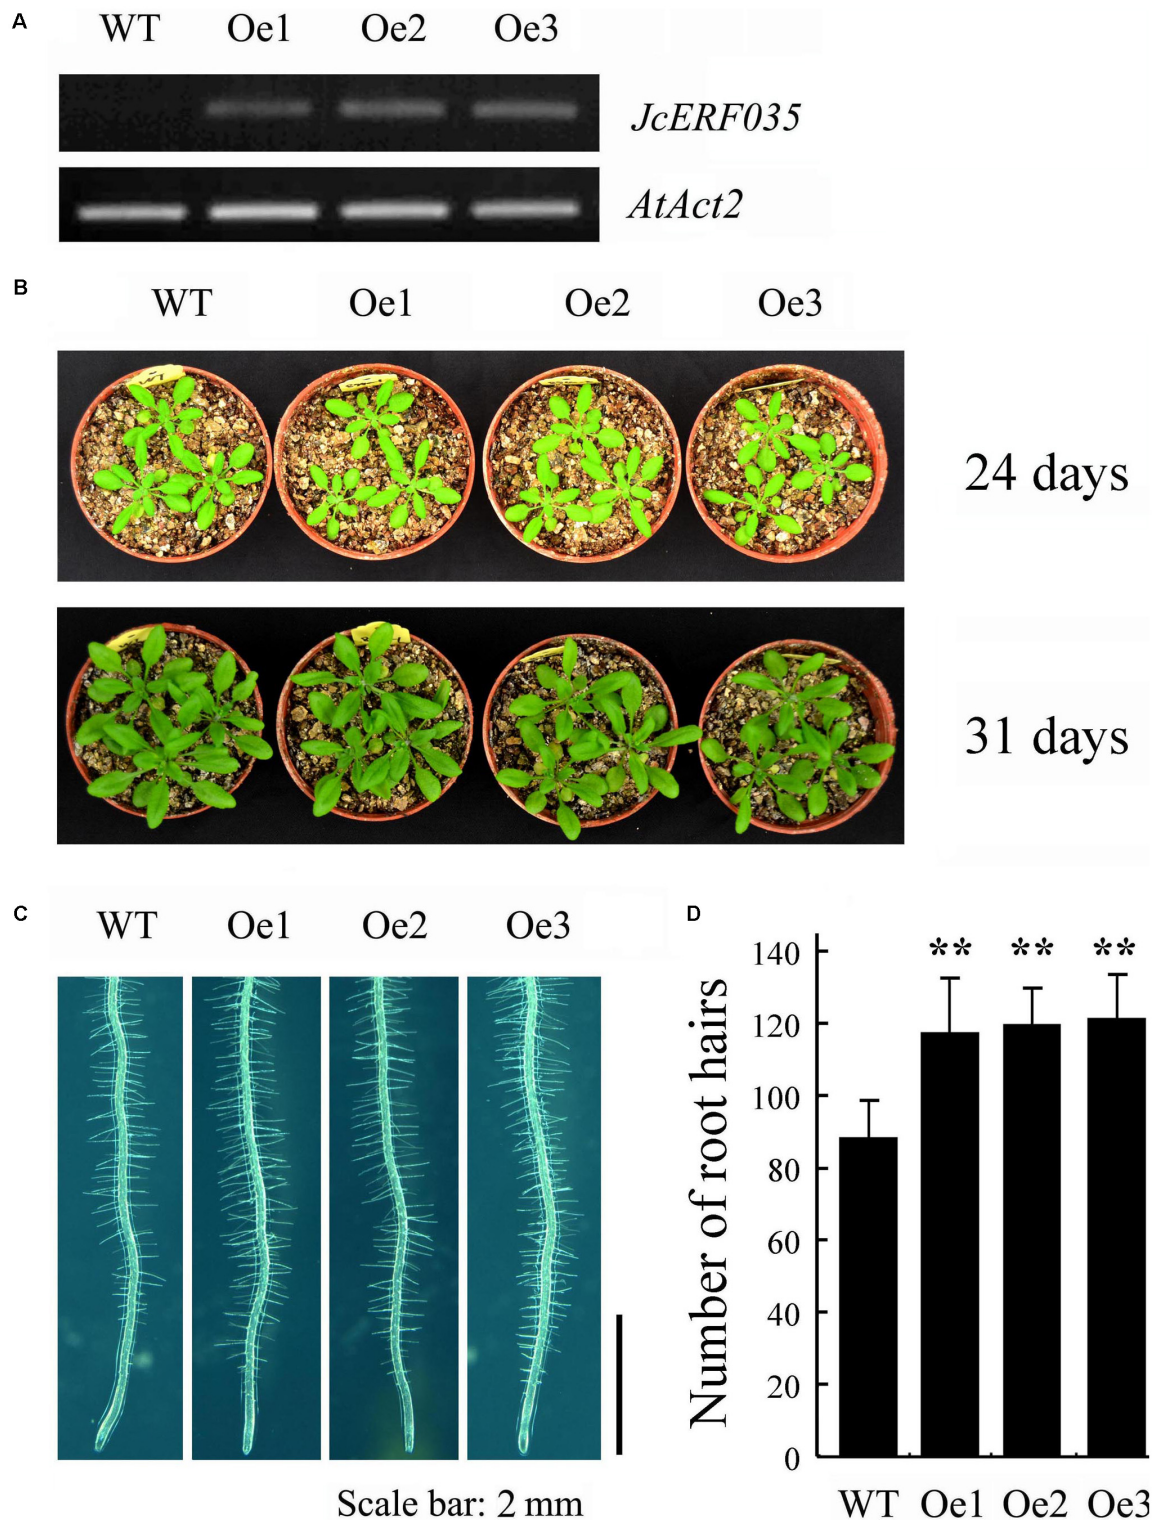 A
WT Oe1 Oe2 Oe3
JcERF035
AtAct2
B
WT Oe1 Oe2 Oe3
24 days
31 days
C
WT Oe1 Oe2 Oe3
Scale bar: 2 mm
D
Number of root hairs
140
120
100
80
60
40
20
0
** ** **
WT Oe1 Oe2 Oe3